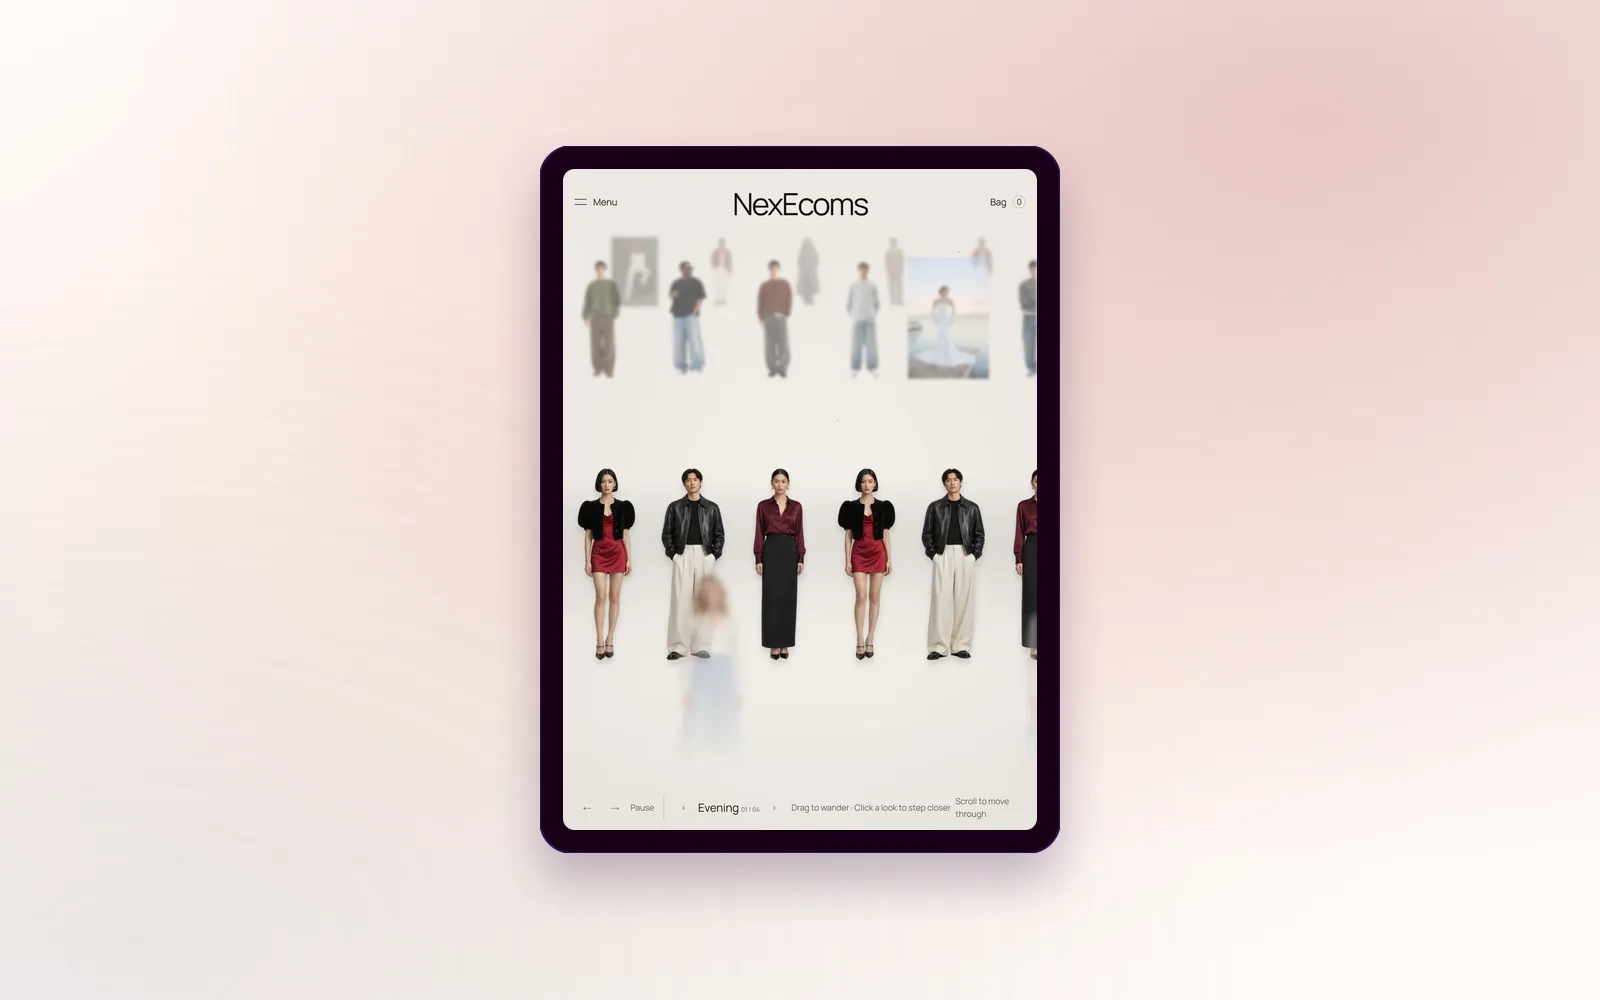 Menu
NexEcoms
Bag 0
← → Pause
‹ Evening 01 / 04 ›
Drag to wander · Click a look to step closer
Scroll to move
through